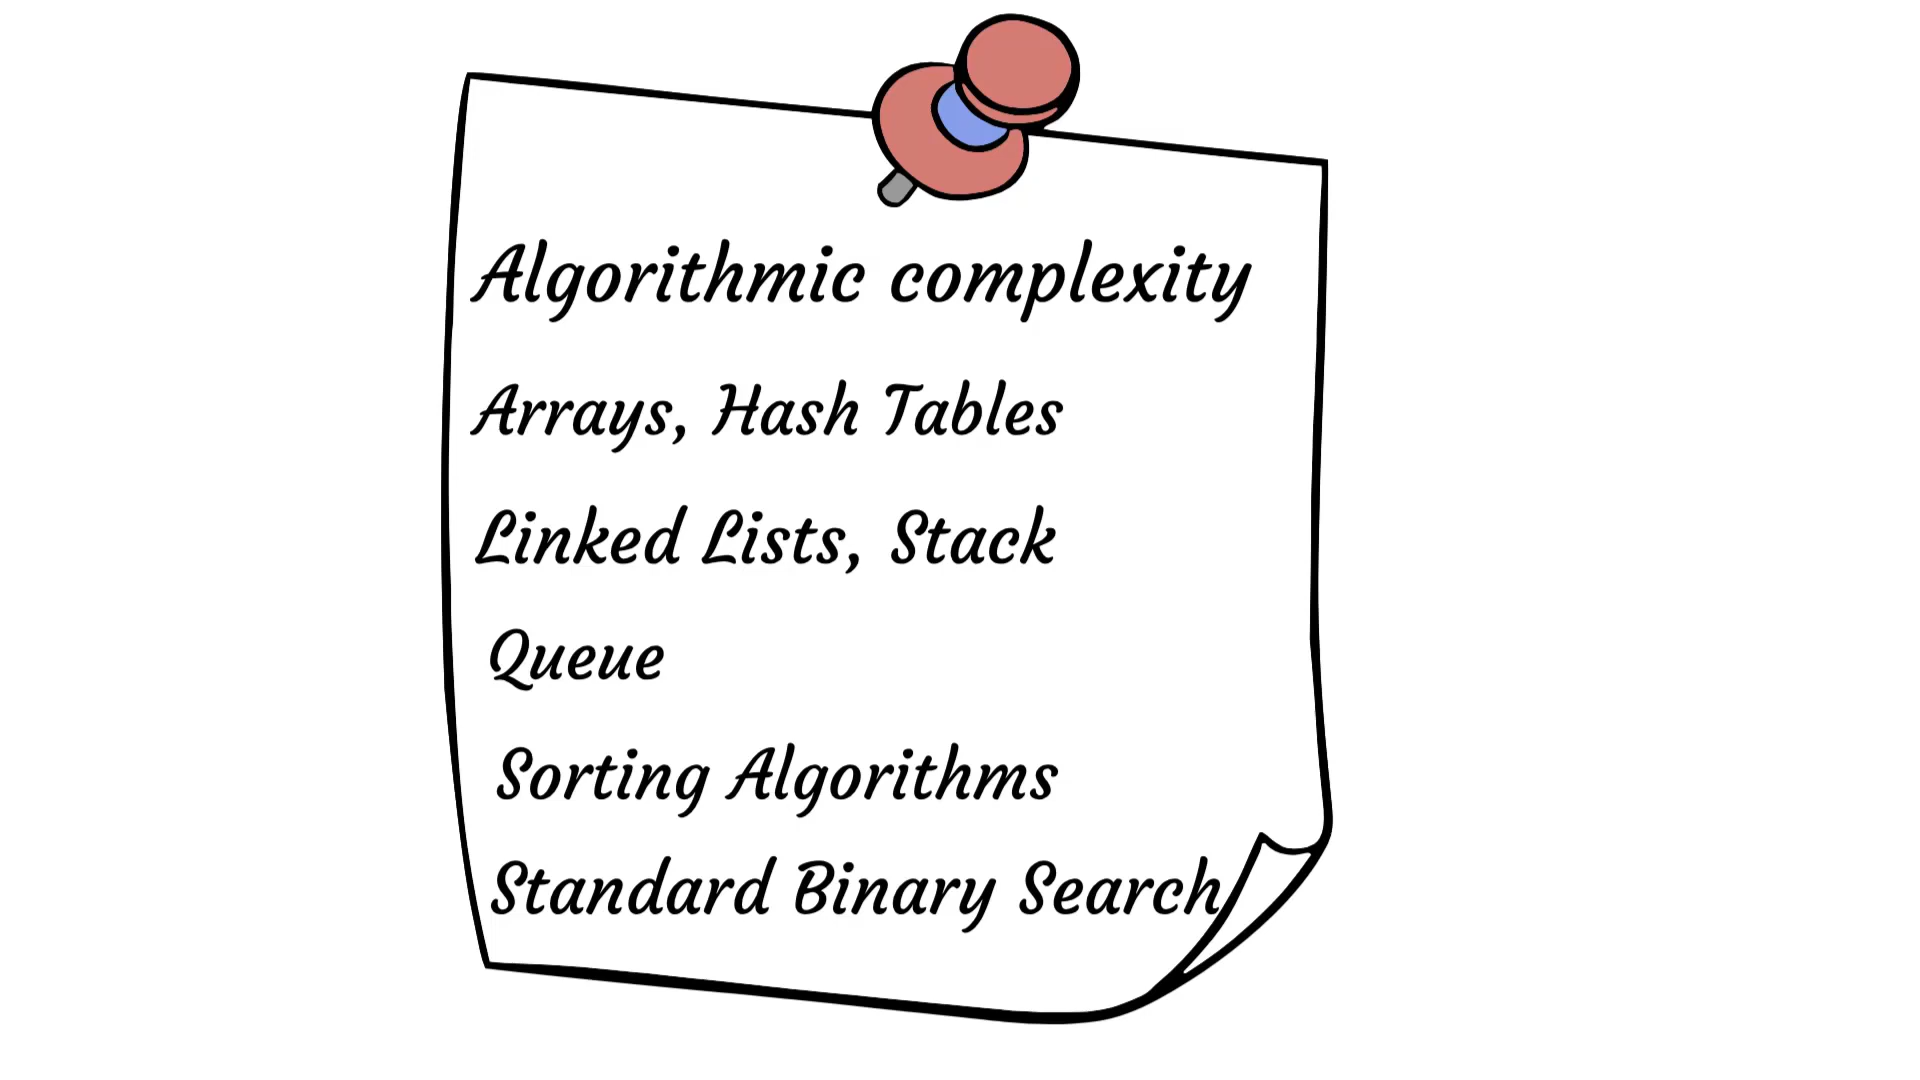 Algorithmic complexity
Arrays, Hash Tables
Linked Lists, Stack
Queue
Sorting Algorithms
Standard Binary Search